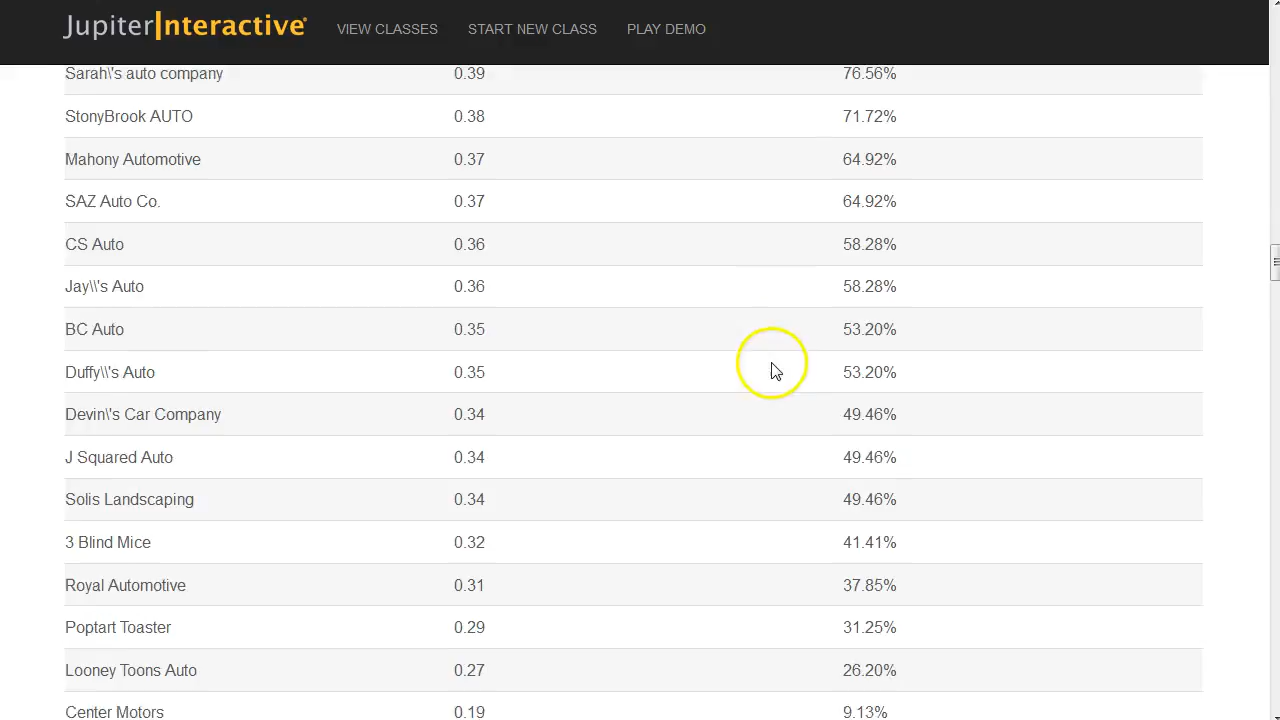 Jupiter Interactive® VIEW CLASSES START NEW CLASS PLAY DEMO
Sarah\'s auto company 0.39 76.56%
StonyBrook AUTO 0.38 71.72%
Mahony Automotive 0.37 64.92%
SAZ Auto Co. 0.37 64.92%
CS Auto 0.36 58.28%
Jay\\'s Auto 0.36 58.28%
BC Auto 0.35 53.20%
Duffy\\'s Auto 0.35 53.20%
Devin\'s Car Company 0.34 49.46%
J Squared Auto 0.34 49.46%
Solis Landscaping 0.34 49.46%
3 Blind Mice 0.32 41.41%
Royal Automotive 0.31 37.85%
Poptart Toaster 0.29 31.25%
Looney Toons Auto 0.27 26.20%
Center Motors 0.19 9.13%